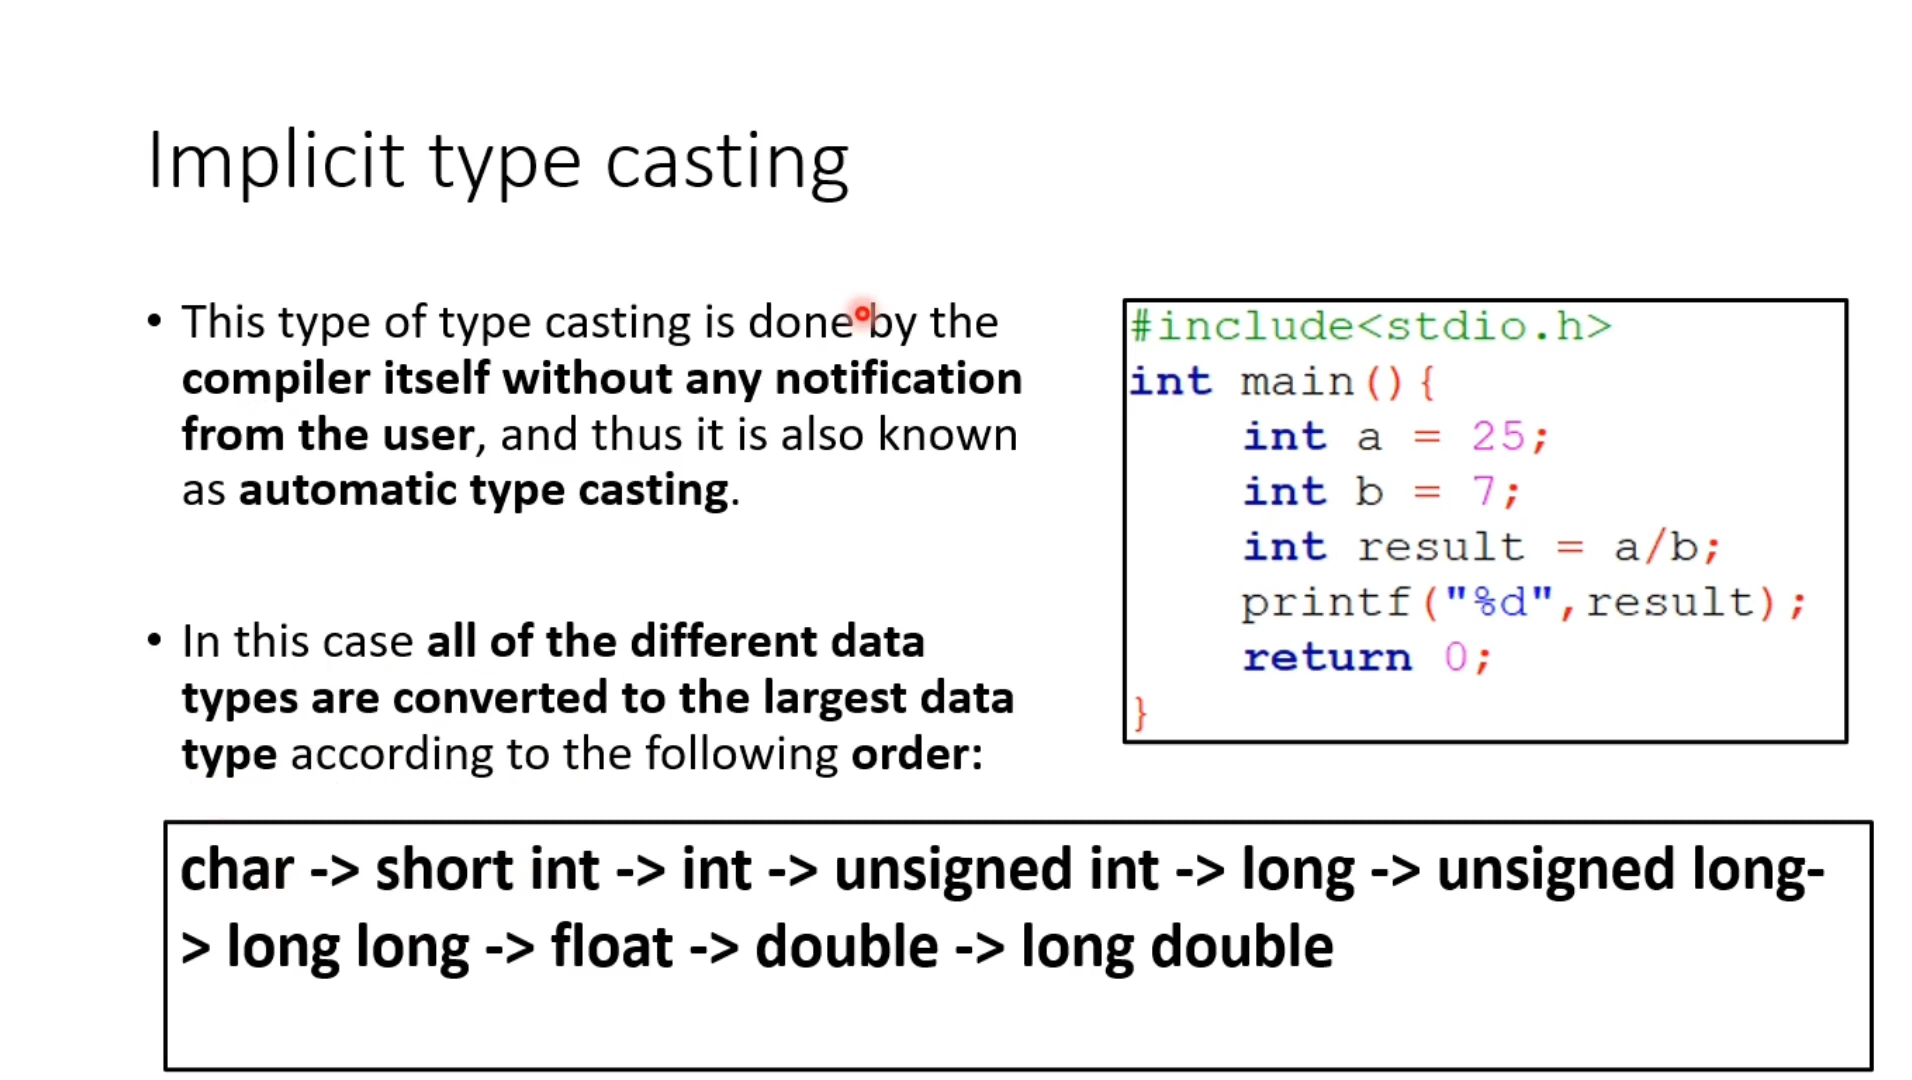 Implicit type casting
• This type of type casting is done by the
compiler itself without any notification
from the user, and thus it is also known
as automatic type casting.
• In this case all of the different data
types are converted to the largest data
type according to the following order:
#include<stdio.h>
int main(){
int a = 25;
int b = 7;
int result = a/b;
printf("%d",result);
return 0;
}
char -> short int -> int -> unsigned int -> long -> unsigned long-
> long long -> float -> double -> long double